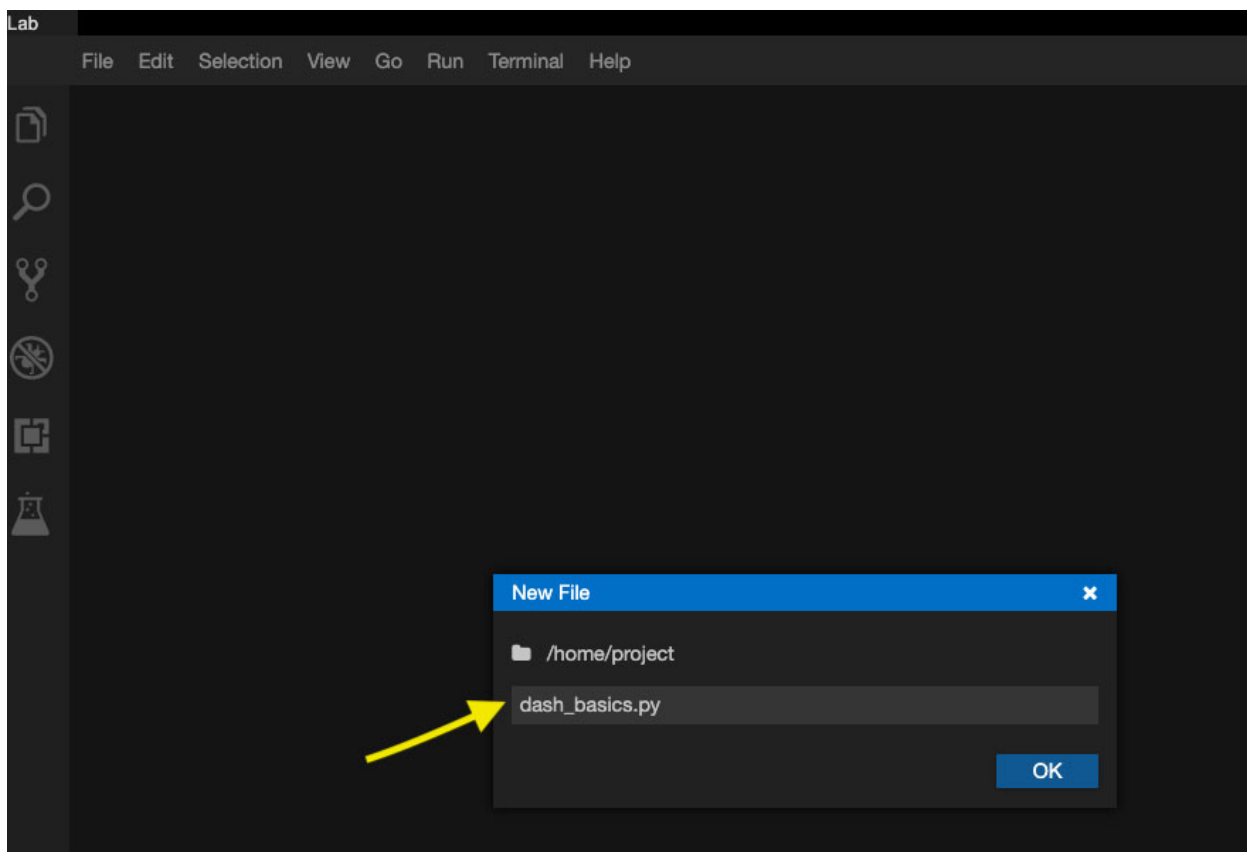 Lab
File Edit Selection View Go Run Terminal Help
New File
/home/project
dash_basics.py
OK